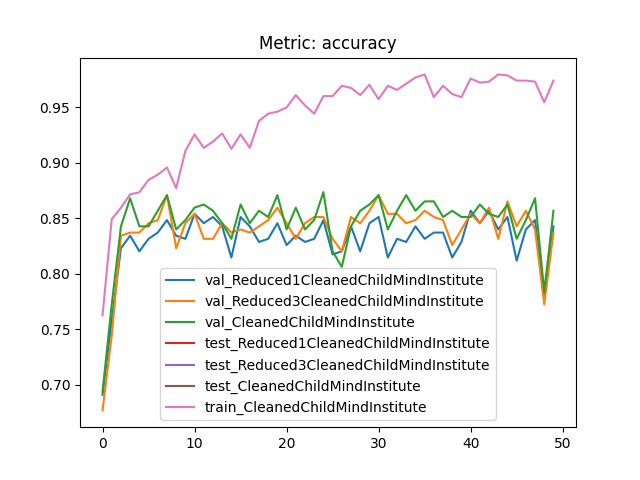 Metric: accuracy
0.95
0.90
0.85
0.80
0.75
0.70
val_Reduced1CleanedChildMindInstitute
val_Reduced3CleanedChildMindInstitute
val_CleanedChildMindInstitute
test_Reduced1CleanedChildMindInstitute
test_Reduced3CleanedChildMindInstitute
test_CleanedChildMindInstitute
train_CleanedChildMindInstitute
0 10 20 30 40 50